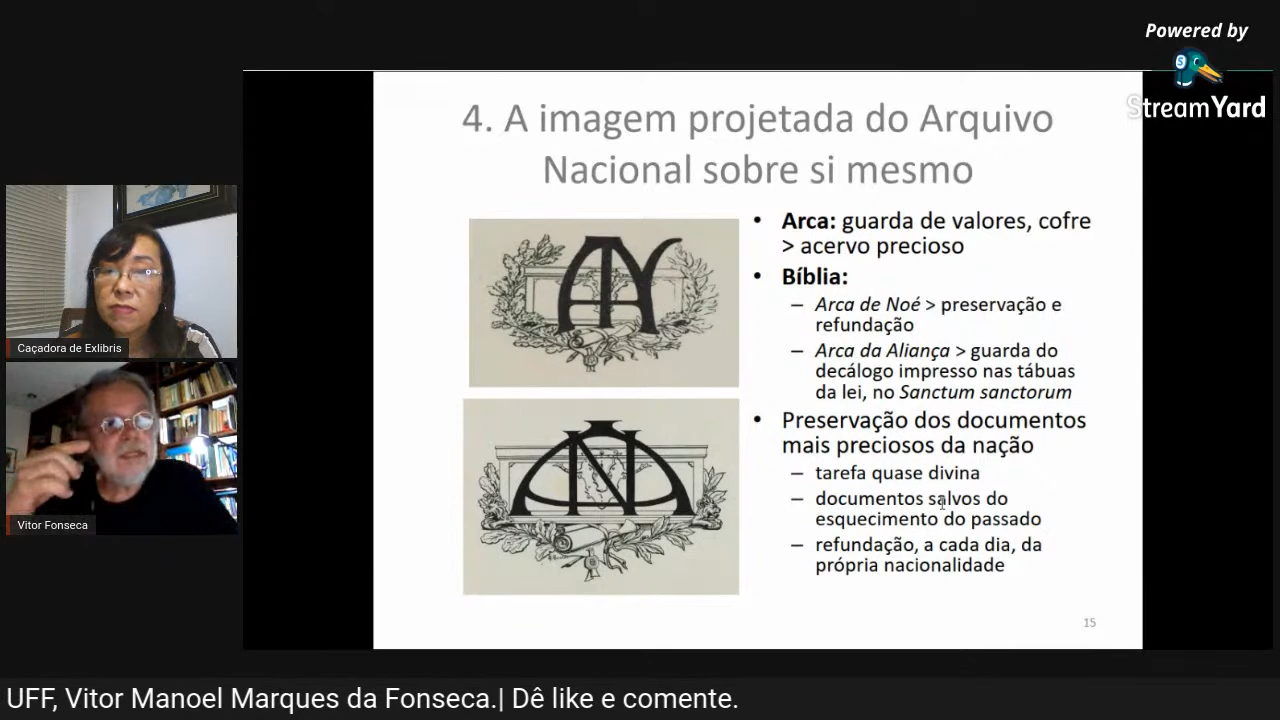 Powered by
StreamYard
4. A imagem projetada do Arquivo
Nacional sobre si mesmo
• Arca: guarda de valores, cofre
> acervo precioso
• Bíblia:
– Arca de Noé > preservação e
refundação
– Arca da Aliança > guarda do
decálogo impresso nas tábuas
da lei, no Sanctum sanctorum
• Preservação dos documentos
mais preciosos da nação
– tarefa quase divina
– documentos salvos do
esquecimento do passado
– refundação, a cada dia, da
própria nacionalidade
15
AN
AN
Caçadora de Exlibris
Vitor Fonseca
UFF, Vitor Manoel Marques da Fonseca.| Dê like e comente.